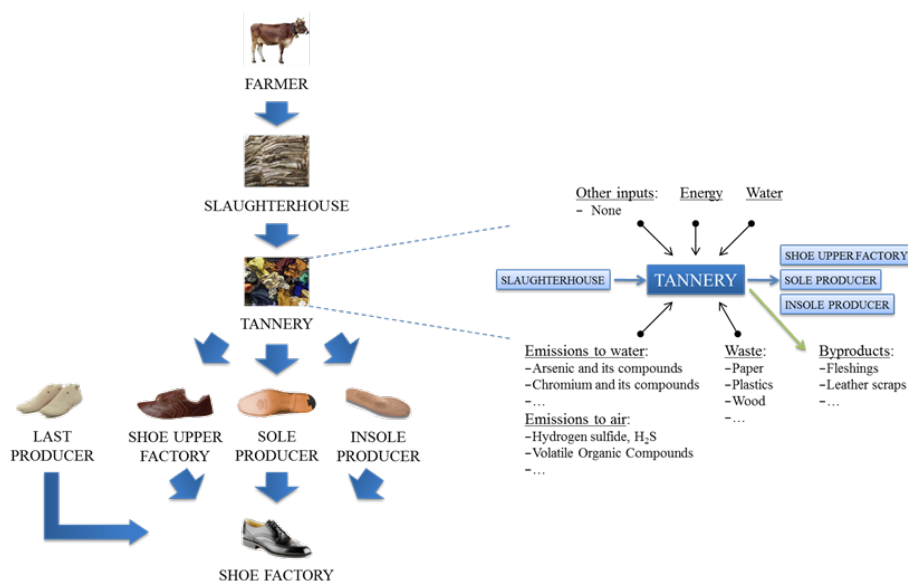 FARMER
SLAUGHTERHOUSE
TANNERY
LAST
PRODUCER
SHOE UPPER
FACTORY
SOLE
PRODUCER
INSOLE
PRODUCER
SHOE FACTORY
Other inputs:
- None
Energy
Water
SLAUGHTERHOUSE
TANNERY
SHOE UPPER FACTORY
SOLE PRODUCER
INSOLE PRODUCER
Emissions to water:
-Arsenic and its compounds
-Chromium and its compounds
-…
Emissions to air:
-Hydrogen sulfide, H₂S
-Volatile Organic Compounds
-…
Waste:
-Paper
-Plastics
-Wood
-…
Byproducts:
-Fleshings
-Leather scraps
-…